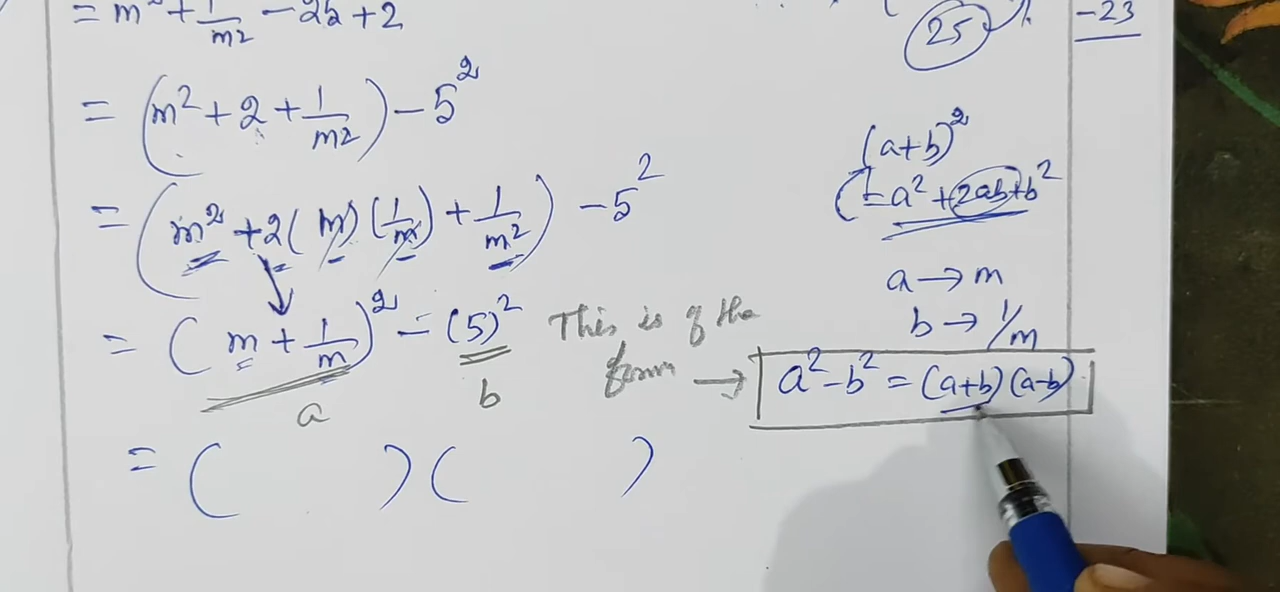 = m² + 1/m² - 25 + 2
25
-23
= (m² + 2 + 1/m²) - 5²
(a+b)²
= (m² + 2(m)(1/m) + 1/m²) - 5²
= a² + 2ab + b²
a → m
b → 1/m
= (m + 1/m)² - (5)² This is of the
form → a² - b² = (a+b)(a-b)
a b
= ( ) ( )